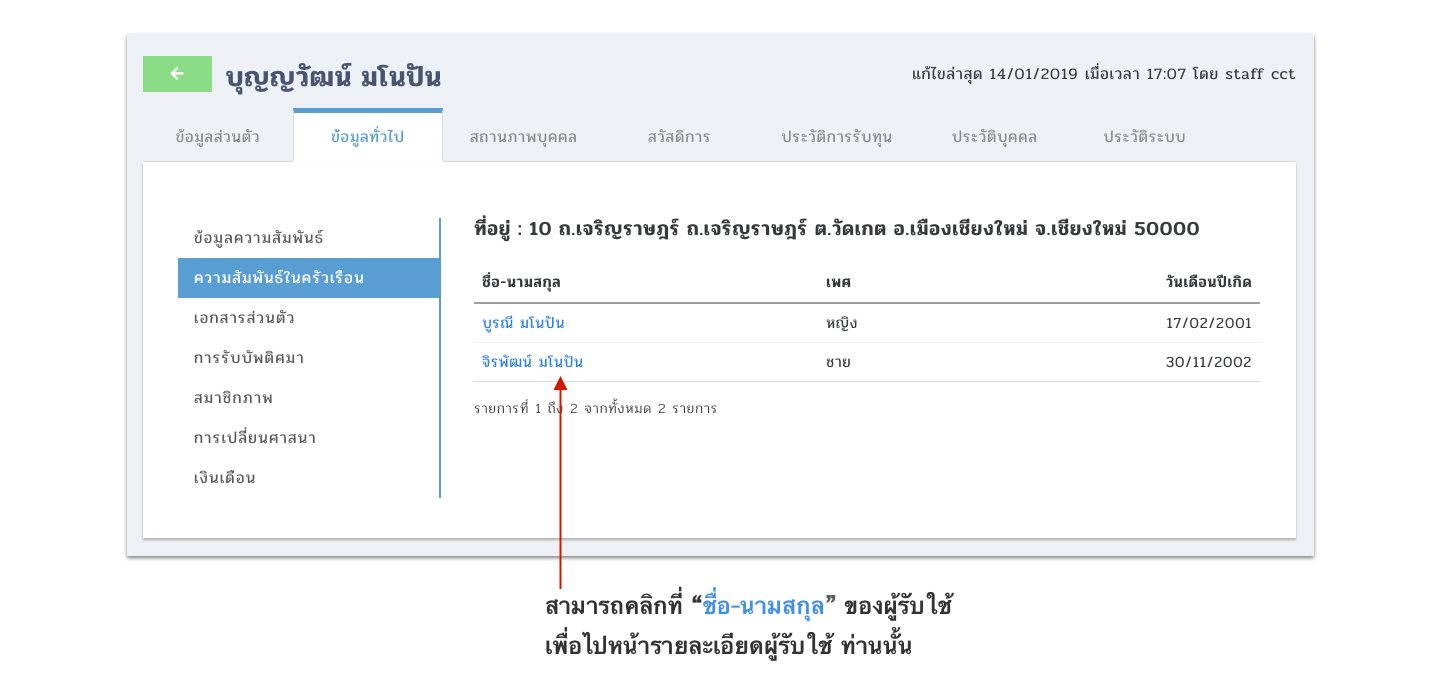 บุญญวัฒน์ มโนปัน
แก้ไขล่าสุด 14/01/2019 เมื่อเวลา 17:07 โดย staff cct
ข้อมูลส่วนตัว ข้อมูลทั่วไป สถานภาพบุคคล สวัสดิการ ประวัติการรับทุน ประวัติบุคคล ประวัติระบบ
ข้อมูลความสัมพันธ์
ความสัมพันธ์ในครัวเรือน
เอกสารส่วนตัว
การรับบัพติศมา
สมาชิกภาพ
การเปลี่ยนศาสนา
เงินเดือน
ที่อยู่ : 10 ถ.เจริญราษฎร์ ถ.เจริญราษฎร์ ต.วัดเกต อ.เมืองเชียงใหม่ จ.เชียงใหม่ 50000
ชื่อ-นามสกุล เพศ วันเดือนปีเกิด
บูรณี มโนปัน หญิง 17/02/2001
จิรพัฒน์ มโนปัน ชาย 30/11/2002
รายการที่ 1 ถึง 2 จากทั้งหมด 2 รายการ
สามารถคลิกที่ “ชื่อ-นามสกุล” ของผู้รับใช้
เพื่อไปหน้ารายละเอียดผู้รับใช้ ท่านนั้น